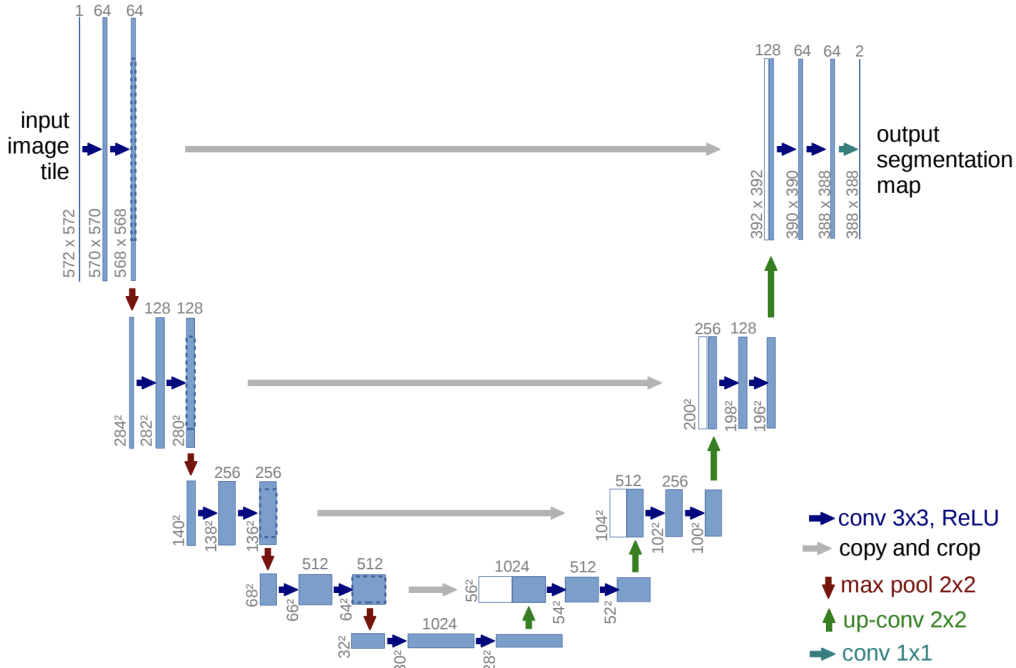 1 64 64
input
image
tile
572 x 572
570 x 570
568 x 568
128 64 64 2
output
segmentation
map
392 x 392
390 x 390
388 x 388
388 x 388
128 128
284²
282²
280²
256 128
200²
198²
196²
256 256
140²
138²
136²
512 256
104²
102²
100²
512 512
68²
66²
64²
1024 512
56²
54²
52²
1024
32²
30²
28²
conv 3x3, ReLU
copy and crop
max pool 2x2
up-conv 2x2
conv 1x1